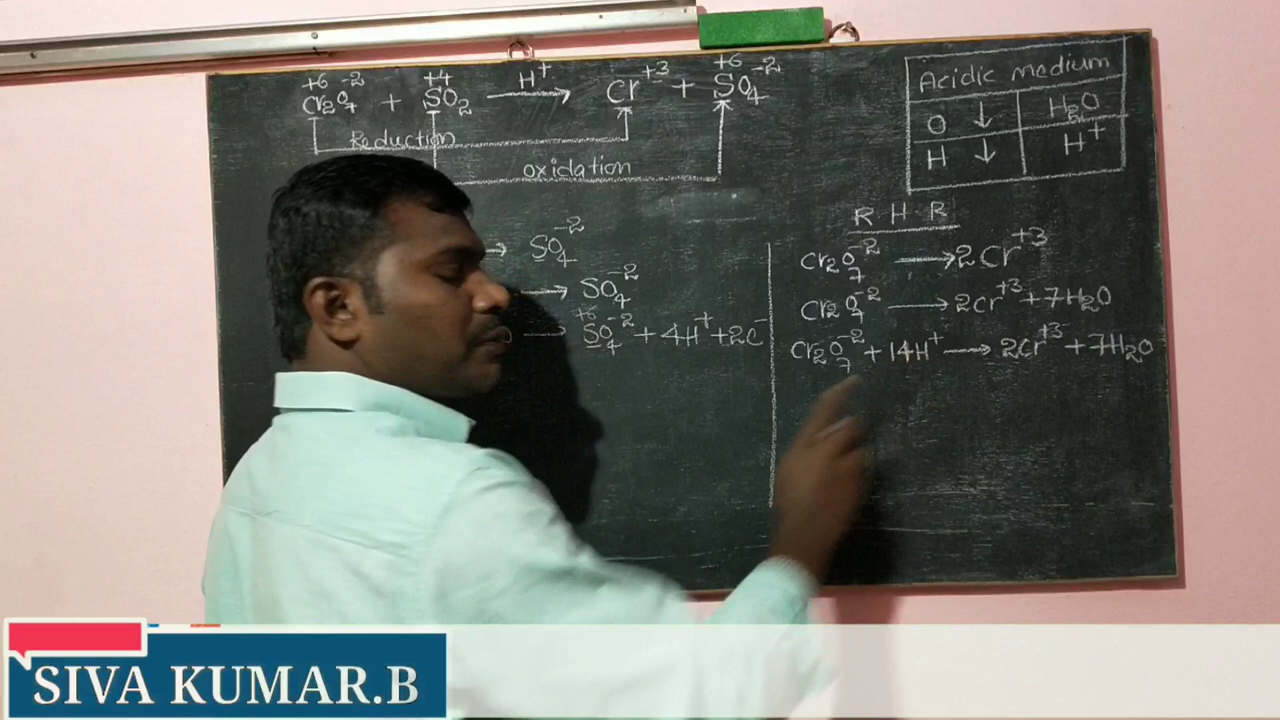 +6 -2 +4 H⁺ +3 +6 -2
Cr₂O₇ + SO₂ → Cr + SO₄
Reduction
oxidation
Acidic medium
O ↓ H₂O
H ↓ H⁺
→ SO₄⁻²
→ SO₄⁻²
+6
→ SO₄⁻² + 4H⁺ + 2e⁻
R H R
Cr₂O₇⁻² → 2Cr⁺³
Cr₂O₇⁻² → 2Cr⁺³ + 7H₂O
Cr₂O₇⁻² + 14H⁺ → 2Cr⁺³ + 7H₂O
SIVA KUMAR.B